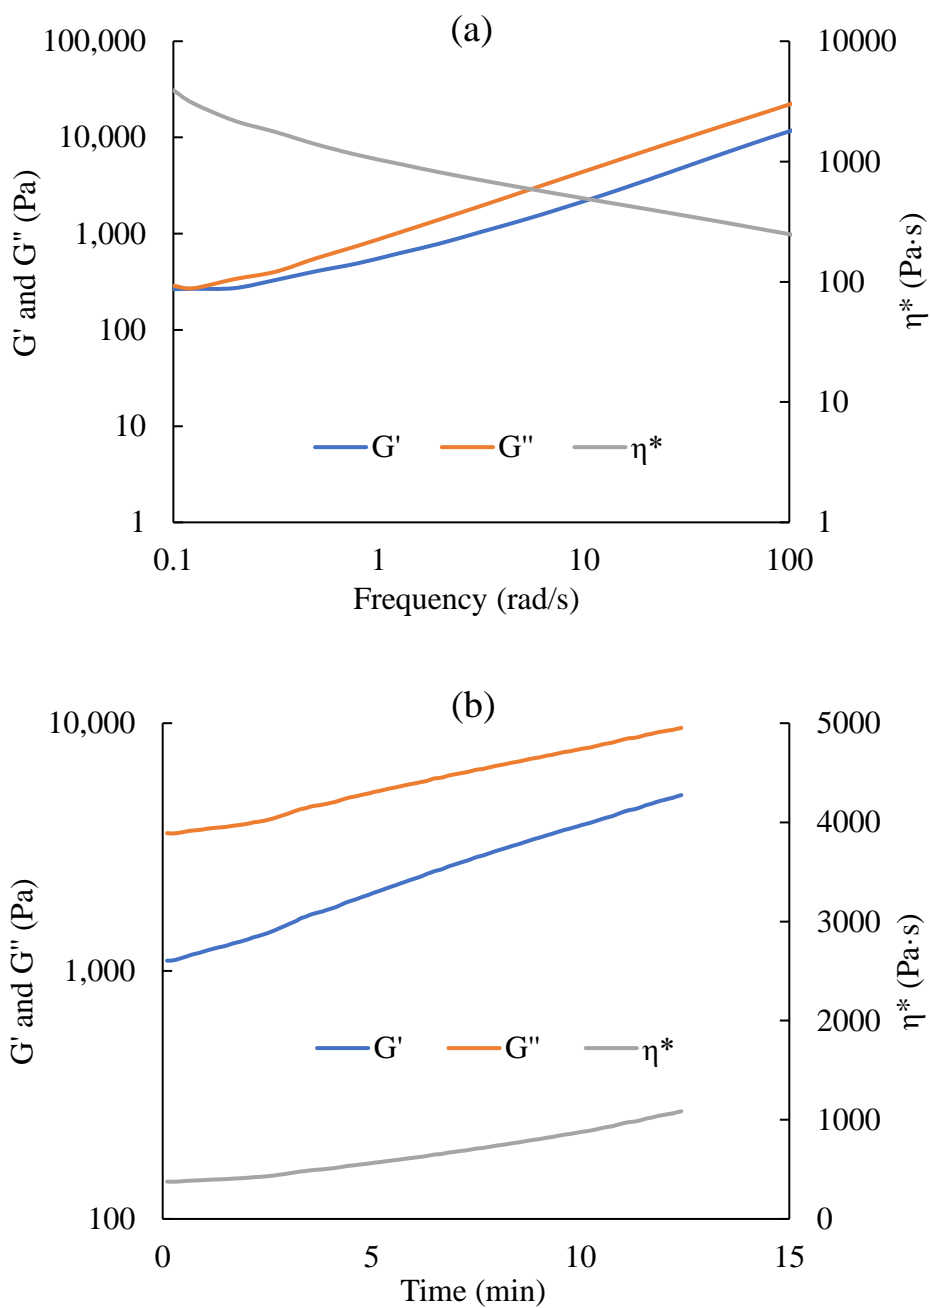 (a)
100,000
10,000
1,000
100
10
1
G' and G" (Pa)
10000
1000
100
10
1
η* (Pa·s)
G' G" η*
0.1 1 10 100
Frequency (rad/s)
(b)
10,000
1,000
100
G' and G" (Pa)
5000
4000
3000
2000
1000
0
η* (Pa·s)
G' G" η*
0 5 10 15
Time (min)